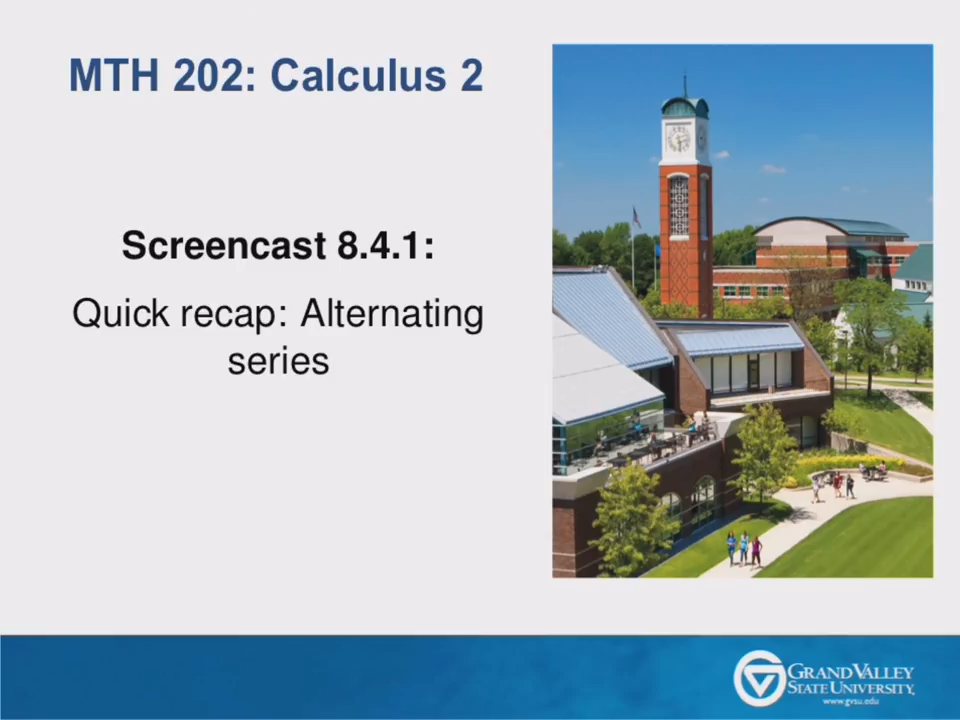 MTH 202: Calculus 2
Screencast 8.4.1:
Quick recap: Alternating
series
GRAND VALLEY
STATE UNIVERSITY
www.gvsu.edu